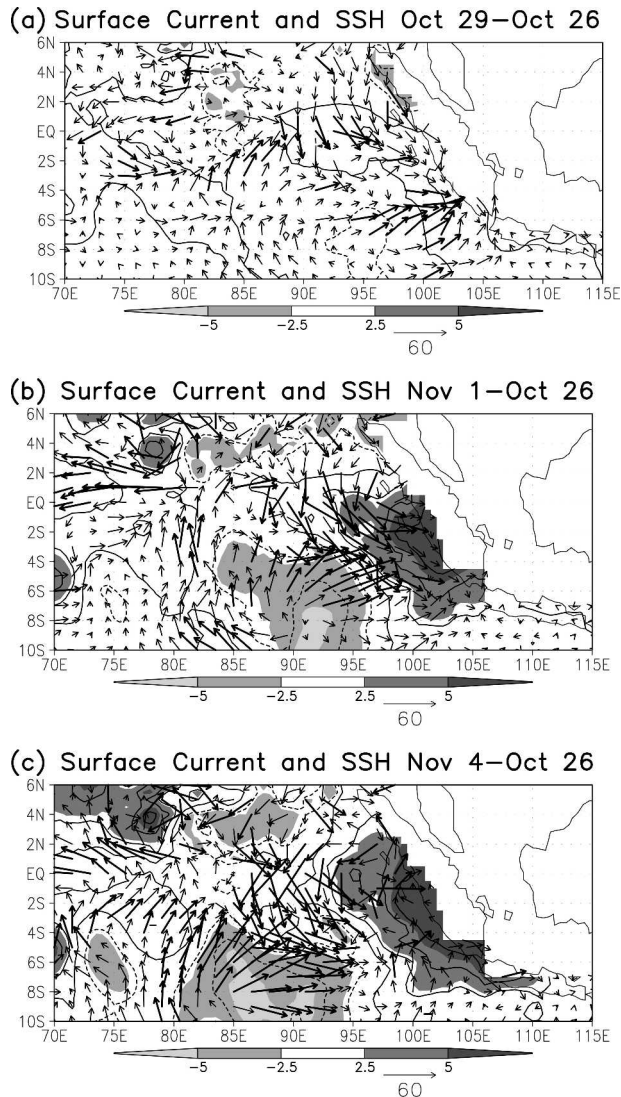 (a) Surface Current and SSH Oct 29-Oct 26
6N
4N
2N
EQ
2S
4S
6S
8S
10S
70E 75E 80E 85E 90E 95E 100E 105E 110E 115E
-5 -2.5 2.5 5
60
(b) Surface Current and SSH Nov 1-Oct 26
6N
4N
2N
EQ
2S
4S
6S
8S
10S
70E 75E 80E 85E 90E 95E 100E 105E 110E 115E
-5 -2.5 2.5 5
60
(c) Surface Current and SSH Nov 4-Oct 26
6N
4N
2N
EQ
2S
4S
6S
8S
10S
70E 75E 80E 85E 90E 95E 100E 105E 110E 115E
-5 -2.5 2.5 5
60